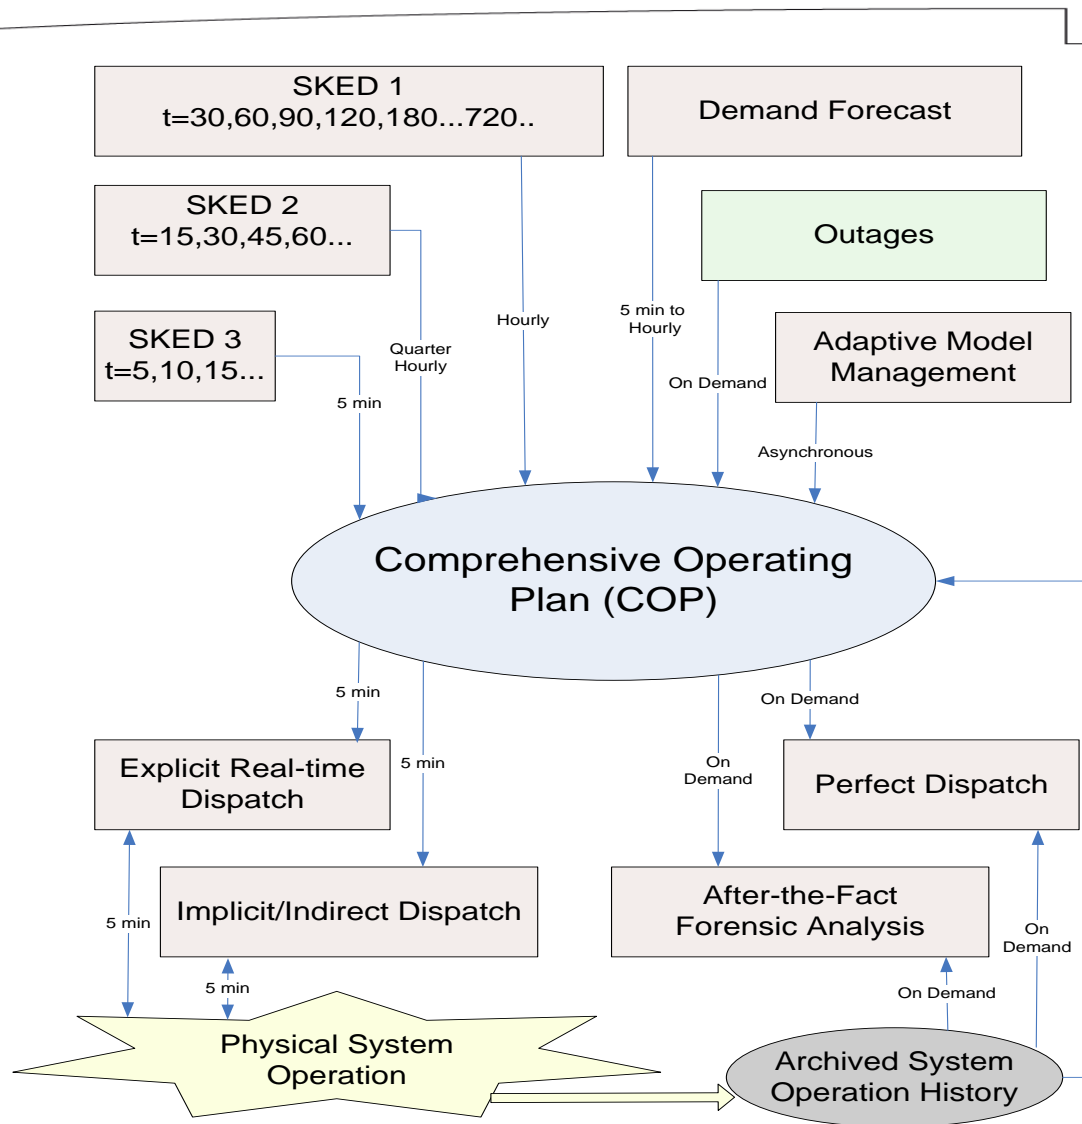 SKED 1
t=30,60,90,120,180...720..
Demand Forecast
SKED 2
t=15,30,45,60...
Outages
SKED 3
t=5,10,15...
Adaptive Model
Management
Hourly
5 min to
Hourly
Quarter
Hourly
On Demand
5 min
Asynchronous
Comprehensive Operating
Plan (COP)
5 min
On Demand
5 min
On
Demand
Explicit Real-time
Dispatch
Perfect Dispatch
Implicit/Indirect Dispatch
After-the-Fact
Forensic Analysis
5 min
On
Demand
5 min
On Demand
Physical System
Operation
Archived System
Operation History